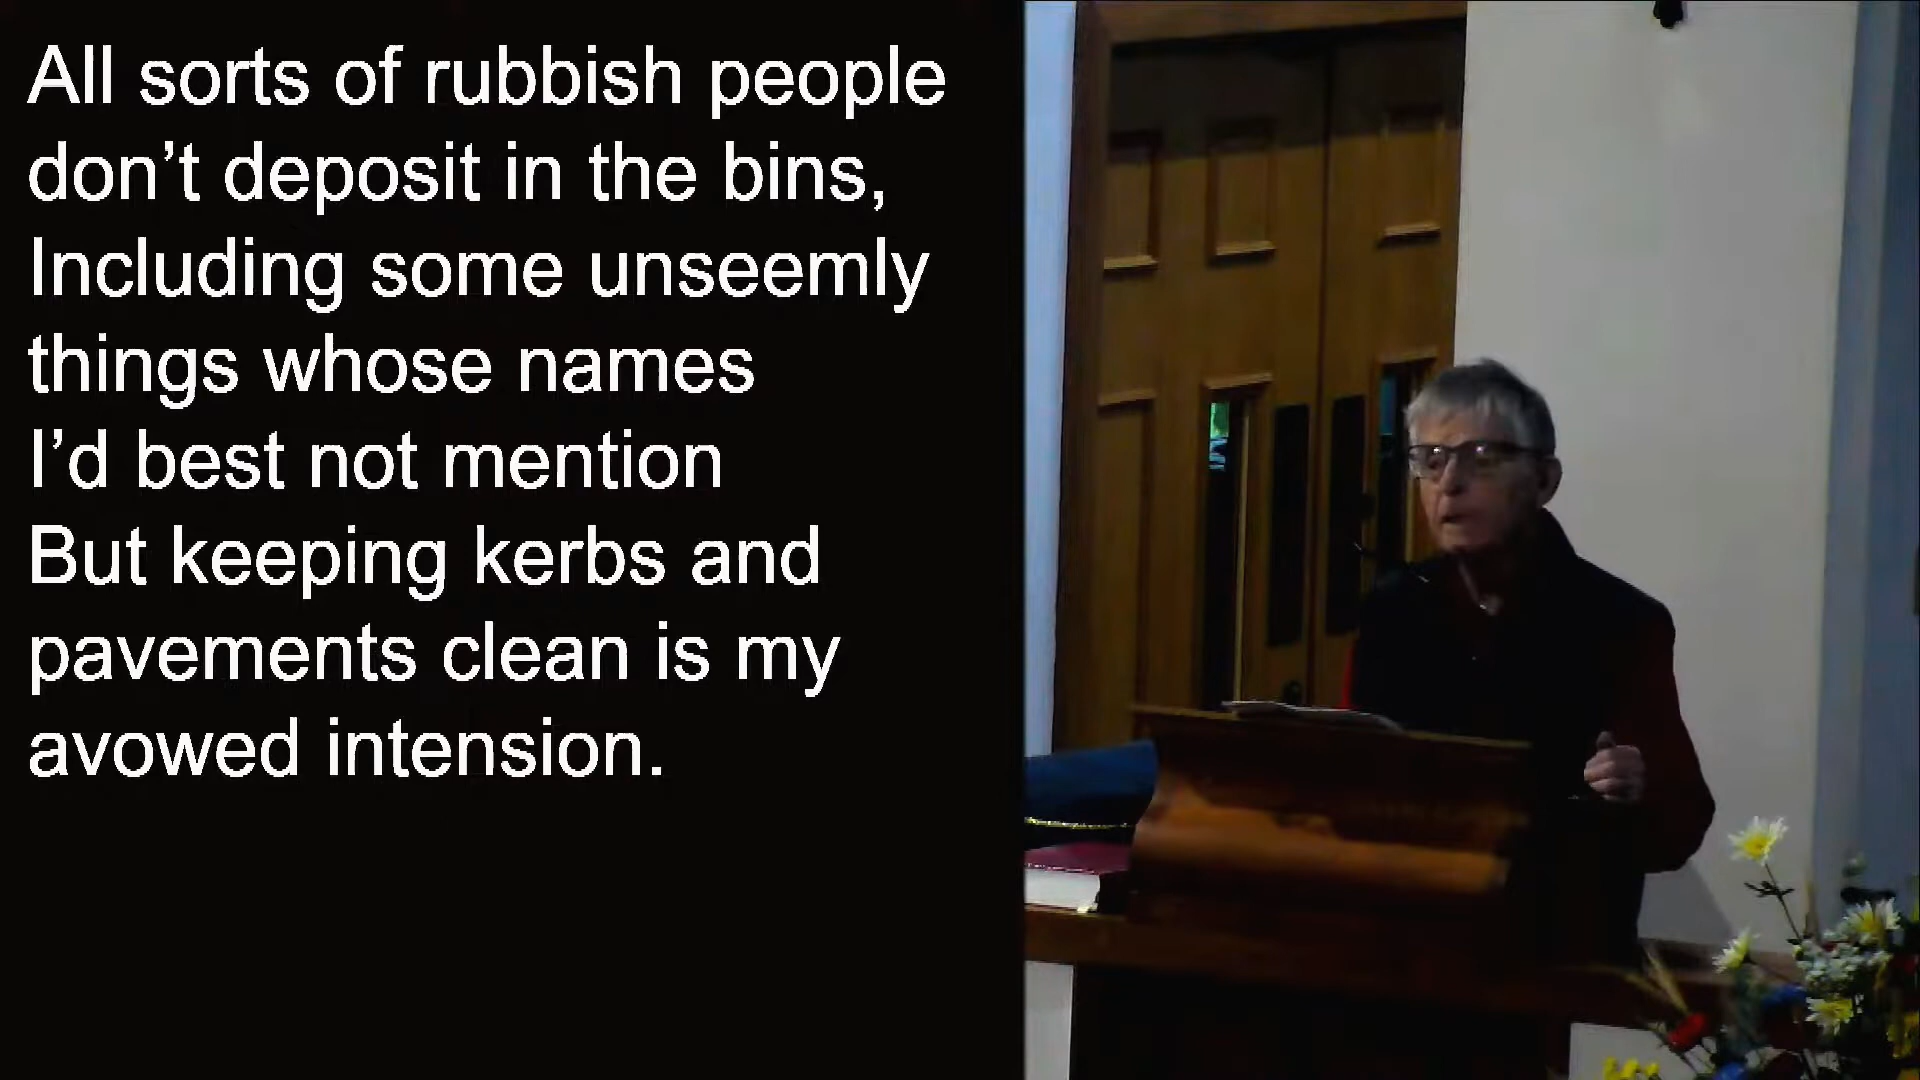 All sorts of rubbish people
don’t deposit in the bins,
Including some unseemly
things whose names
I’d best not mention
But keeping kerbs and
pavements clean is my
avowed intension.